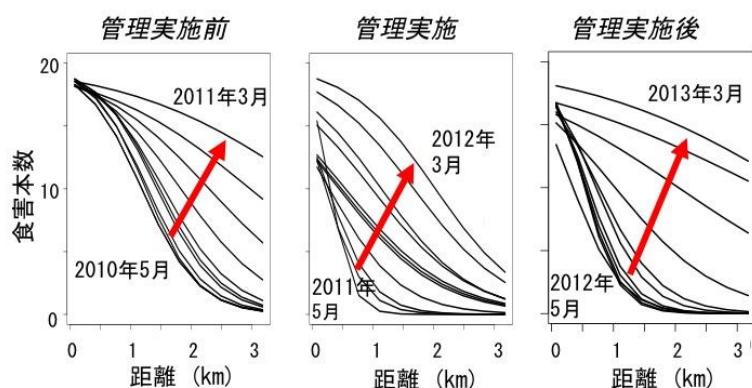 管理実施前
管理実施
管理実施後
食害本数
20
10
0
2011年3月
2010年5月
0 1 2 3
距離 (km)
2012年
3月
2011年
5月
0 1 2 3
距離 (km)
2013年3月
2012年
5月
0 1 2 3
距離 (km)